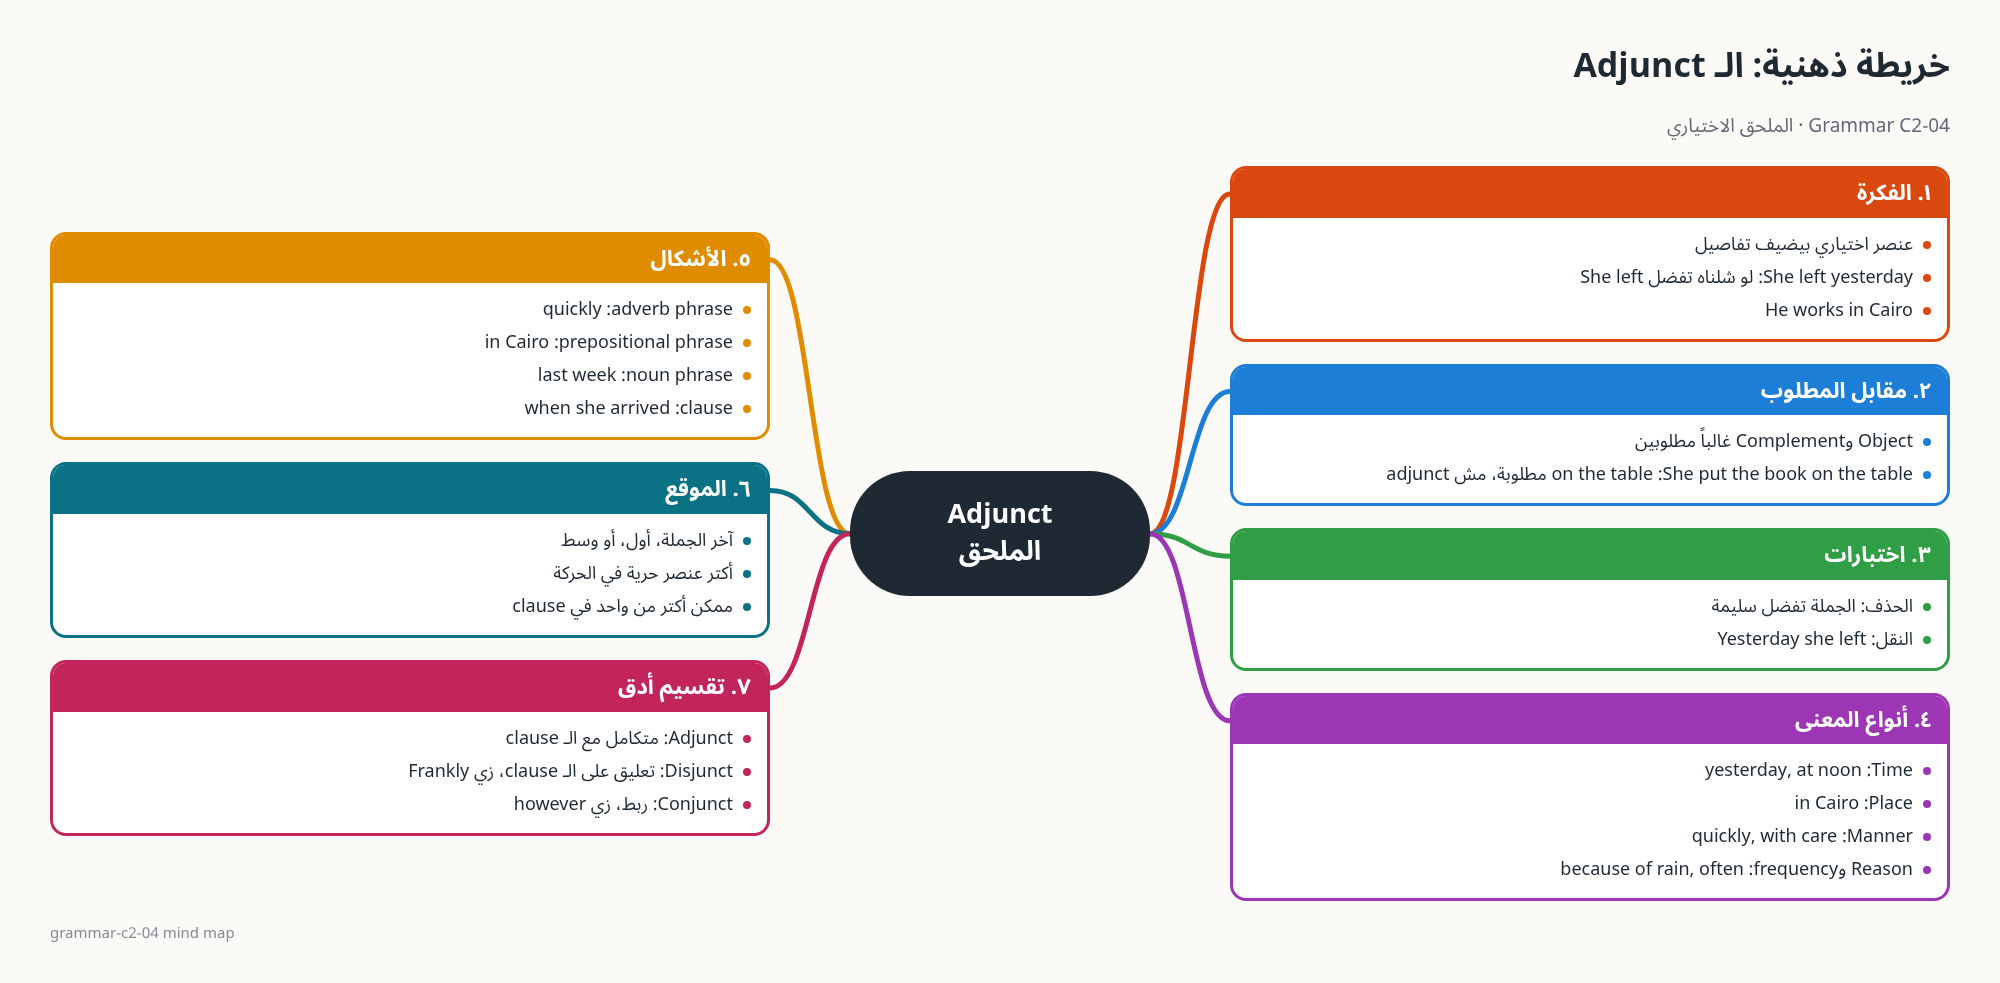 خريطة ذهنية: الـ Adjunct
Grammar C2-04 · الملحق الاختياري
١. الفكرة
عنصر اختياري بيضيف تفاصيل
She left yesterday: لو شلناه تفضل She left
He works in Cairo
٢. مقابل المطلوب
Object وComplement غالباً مطلوبين
She put the book on the table: on the table مطلوبة، مش adjunct
٣. اختبارات
الحذف: الجملة تفضل سليمة
النقل: Yesterday she left
٤. أنواع المعنى
Time: yesterday, at noon
Place: in Cairo
Manner: quickly, with care
Reason وfrequency: because of rain, often
Adjunct
الملحق
٥. الأشكال
adverb phrase: quickly
prepositional phrase: in Cairo
noun phrase: last week
clause: when she arrived
٦. الموقع
آخر الجملة، أول، أو وسط
أكتر عنصر حرية في الحركة
ممكن أكتر من واحد في clause
٧. تقسيم أدق
Adjunct: متكامل مع الـ clause
Disjunct: تعليق على الـ clause، زي Frankly
Conjunct: ربط، زي however
grammar-c2-04 mind map